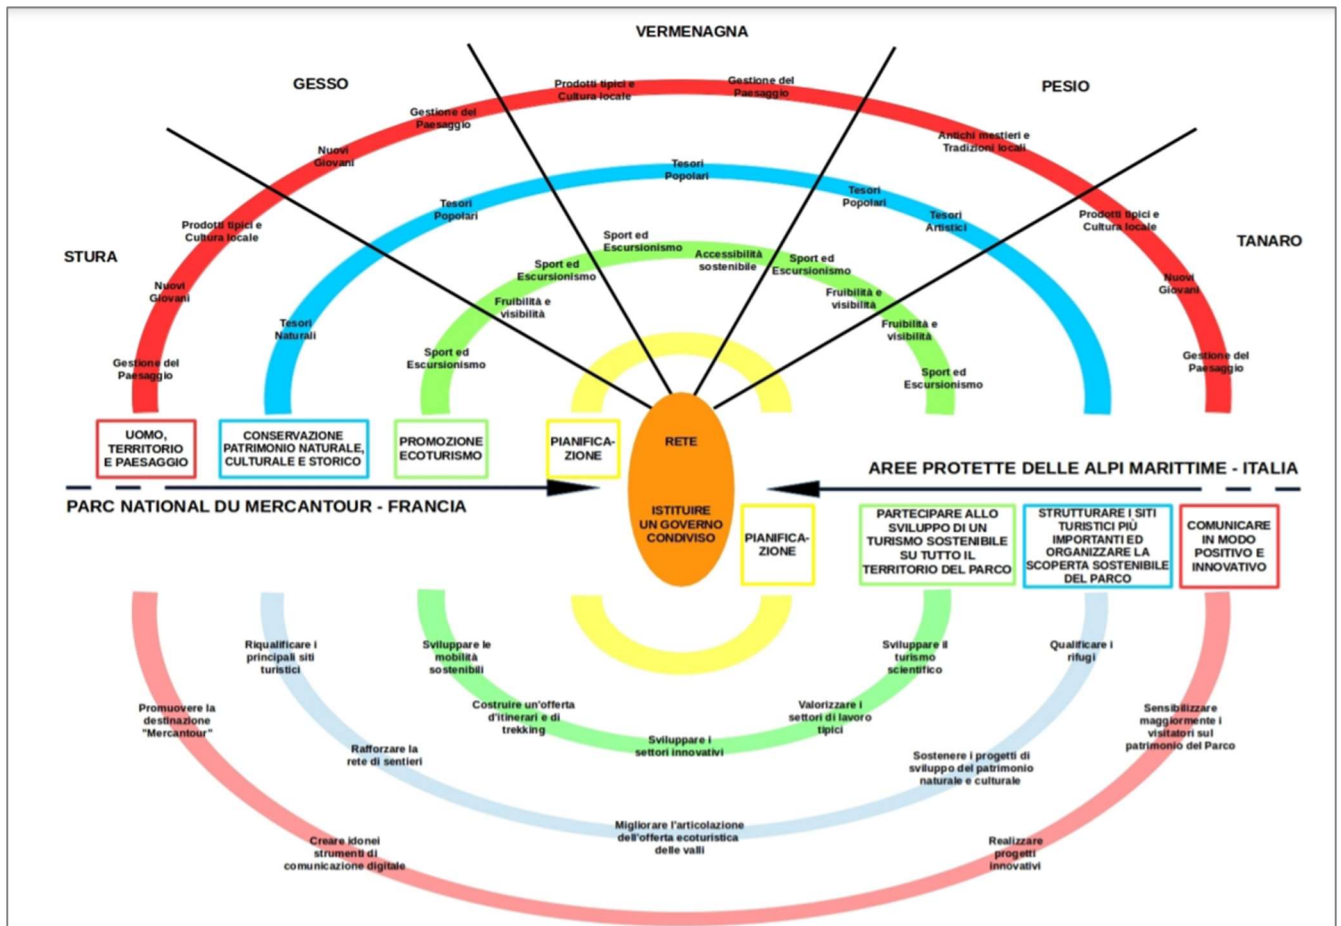 VERMENAGNA
GESSO
PESIO
STURA
TANARO
Prodotti tipici e
Cultura locale
Gestione del
Paesaggio
Gestione del
Paesaggio
Nuovi
Giovani
Antichi mestieri e
Tradizioni locali
Prodotti tipici e
Cultura locale
Prodotti tipici e
Cultura locale
Nuovi
Giovani
Nuovi
Giovani
Gestione del
Paesaggio
Gestione del
Paesaggio
Tesori
Popolari
Tesori
Popolari
Tesori
Popolari
Tesori
Artistici
Tesori
Naturali
Sport ed
Escursionismo
Accessibilità
sostenibile
Sport ed
Escursionismo
Sport ed
Escursionismo
Fruibilità e
visibilità
Fruibilità e
visibilità
Fruibilità e
visibilità
Sport ed
Escursionismo
Sport ed
Escursionismo
UOMO,
TERRITORIO
E PAESAGGIO
CONSERVAZIONE
PATRIMONIO NATURALE,
CULTURALE E STORICO
PROMOZIONE
ECOTURISMO
PIANIFICA-
ZIONE
RETE
ISTITUIRE
UN GOVERNO
CONDIVISO
AREE PROTETTE DELLE ALPI MARITTIME - ITALIA
PARC NATIONAL DU MERCANTOUR - FRANCIA
PIANIFICA-
ZIONE
PARTECIPARE ALLO
SVILUPPO DI UN
TURISMO SOSTENIBILE
SU TUTTO IL
TERRITORIO DEL PARCO
STRUTTURARE I SITI
TURISTICI PIÙ
IMPORTANTI ED
ORGANIZZARE LA
SCOPERTA SOSTENIBILE
DEL PARCO
COMUNICARE
IN MODO
POSITIVO E
INNOVATIVO
Riqualificare i
principali siti
turistici
Sviluppare le
mobilità
sostenibili
Sviluppare il
turismo
scientifico
Qualificare i
rifugi
Promuovere la
destinazione
"Mercantour"
Costruire un'offerta
d'itinerari e di
trekking
Valorizzare i
settori di lavoro
tipici
Sensibilizzare
maggiormente i
visitatori sul
patrimonio del Parco
Rafforzare la
rete di sentieri
Sviluppare i
settori innovativi
Sostenere i progetti di
sviluppo del patrimonio
naturale e culturale
Migliorare l'articolazione
dell'offerta ecoturistica
delle valli
Creare idonei
strumenti di
comunicazione digitale
Realizzare
progetti
innovativi